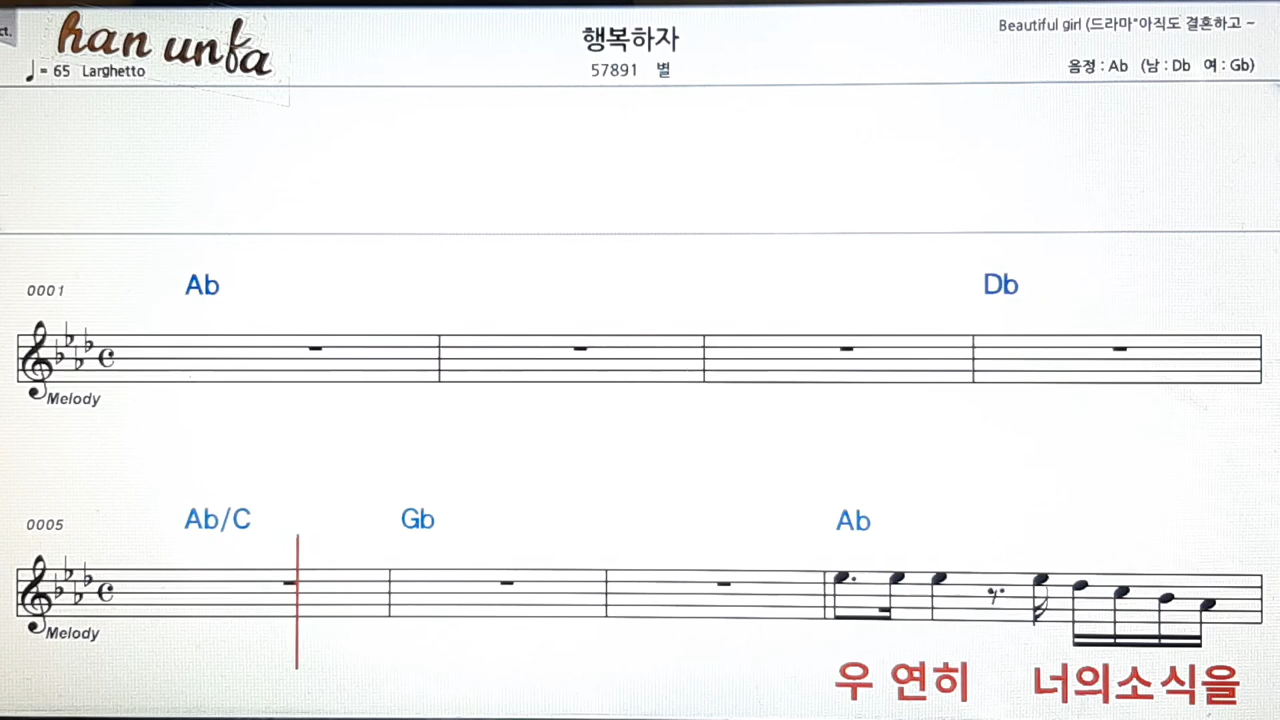 ct.
han unfa
♩= 65 Larghetto
행복하자
57891 별
Beautiful girl (드라마"아직도 결혼하고 ~
음정 : Ab (남 : Db 여 : Gb)
0001
Ab
Db
Melody
0005
Ab/C
Gb
Ab
Melody
우 연히 너의소식을